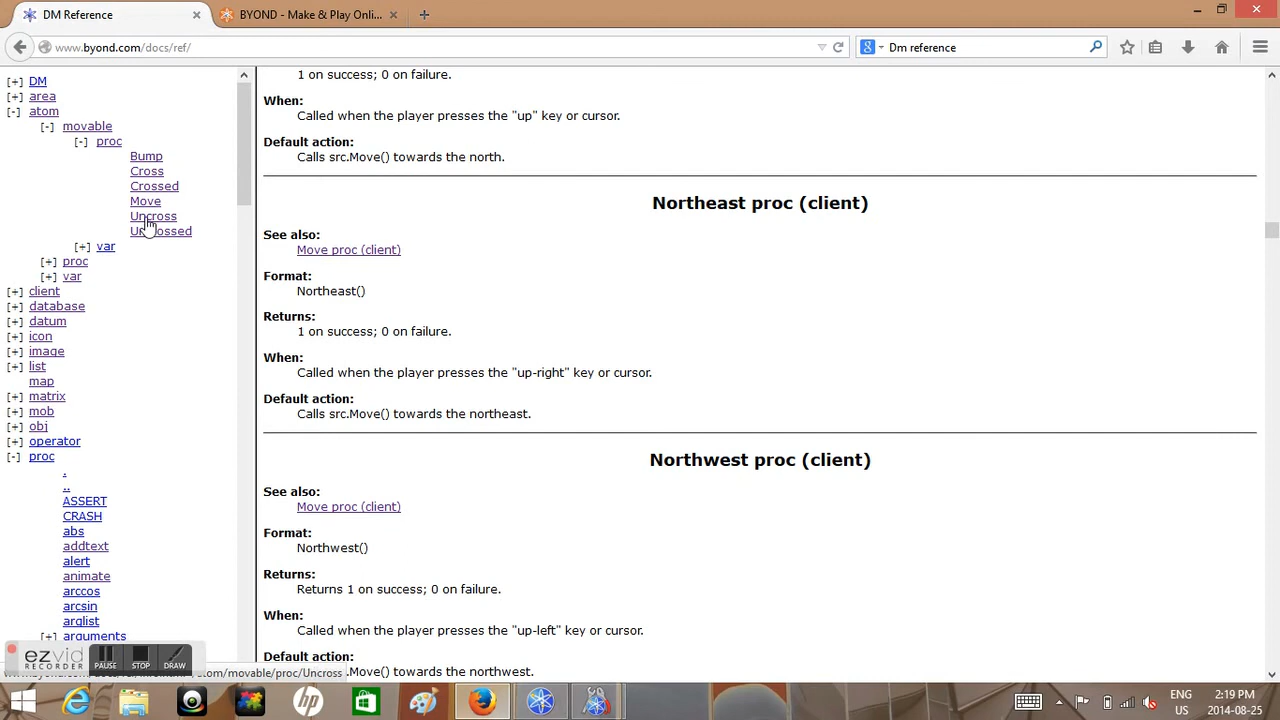 DM Reference
BYOND - Make & Play Onli...
www.byond.com/docs/ref/
Dm reference
[+] DM
[+] area
[-] atom
[-] movable
[-] proc
Bump
Cross
Crossed
Move
Uncross
[+] var
[+] proc
[+] var
[+] client
[+] database
[+] datum
[+] icon
[+] image
[+] list
map
[+] matrix
[+] mob
[+] obj
[+] operator
[-] proc
.
..
ASSERT
CRASH
abs
addtext
alert
animate
arccos
arcsin
arglist
[+] arguments
1 on success; 0 on failure.
When:
Called when the player presses the "up" key or cursor.
Default action:
Calls src.Move() towards the north.
Northeast proc (client)
See also:
Move proc (client)
Format:
Northeast()
Returns:
1 on success; 0 on failure.
When:
Called when the player presses the "up-right" key or cursor.
Default action:
Calls src.Move() towards the northeast.
Northwest proc (client)
See also:
Move proc (client)
Format:
Northwest()
Returns:
Returns 1 on success; 0 on failure.
When:
Called when the player presses the "up-left" key or cursor.
Default action:
.Move() towards the northwest.
ezvid
RECORDER
PAUSE
STOP
DRAW
tom/movable/proc/Uncross
hp
ENG
US
2:19 PM
2014-08-25